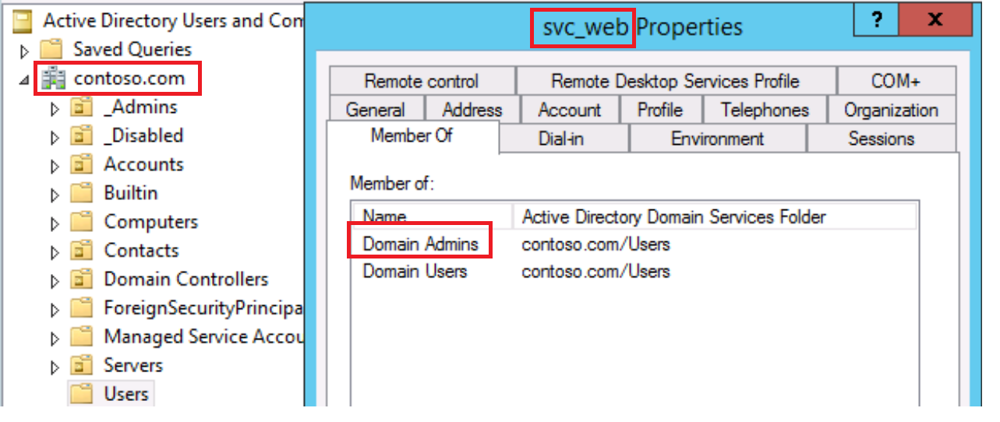 Active Directory Users and Com
Saved Queries
contoso.com
_Admins
_Disabled
Accounts
Builtin
Computers
Contacts
Domain Controllers
ForeignSecurityPrincipa
Managed Service Accou
Servers
Users
svc_web Properties
? x
Remote control Remote Desktop Services Profile COM+
General Address Account Profile Telephones Organization
Member Of Dial-in Environment Sessions
Member of:
Name Active Directory Domain Services Folder
Domain Admins contoso.com/Users
Domain Users contoso.com/Users